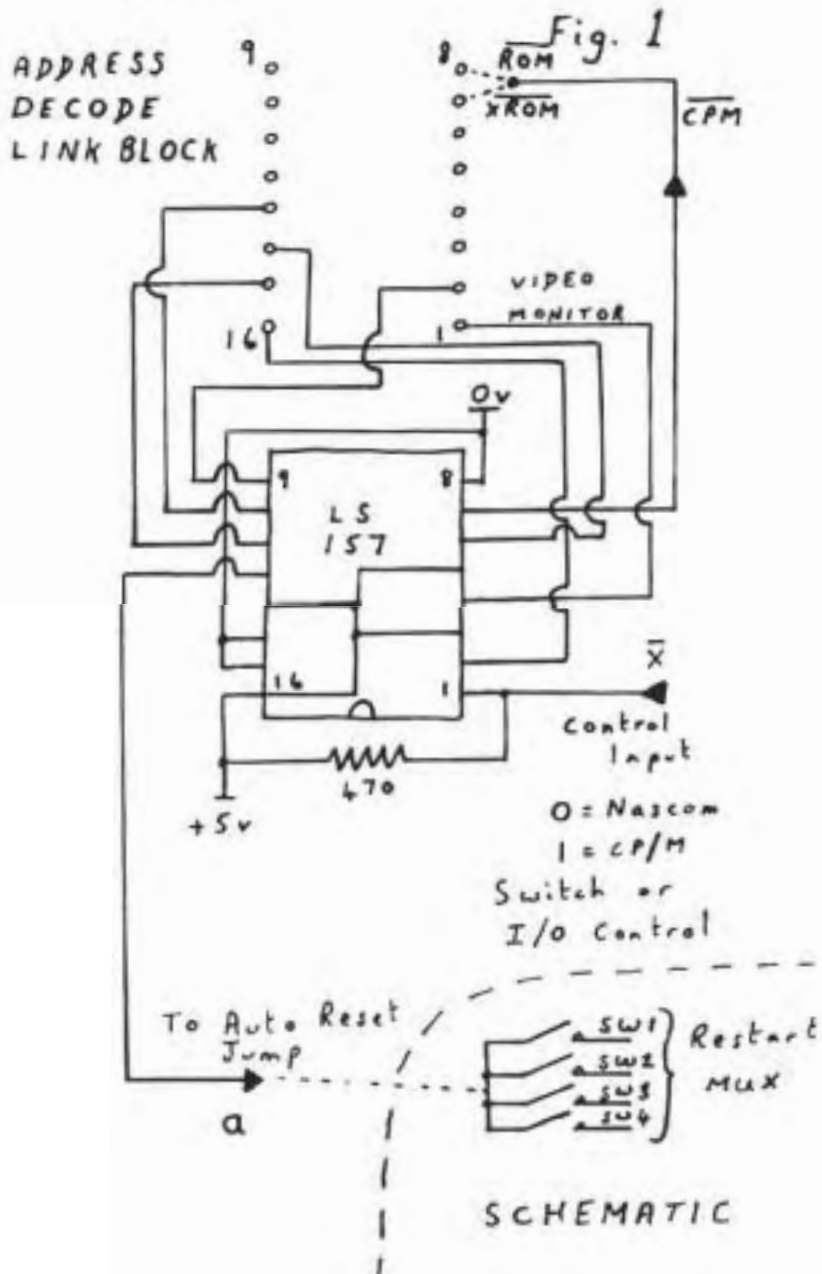 Fig. 1
ADDRESS
DECODE
LINK BLOCK
9
8
ROM
XROM
CPM
VIDEO
MONITOR
16
1
0v
9
8
LS
157
16
1
X
Control
Input
470
+5v
0 = Nascom
1 = CP/M
Switch or
I/O Control
To Auto Reset
Jump
a
SW1
SW2
SW3
SW4
Restart
MUX
SCHEMATIC